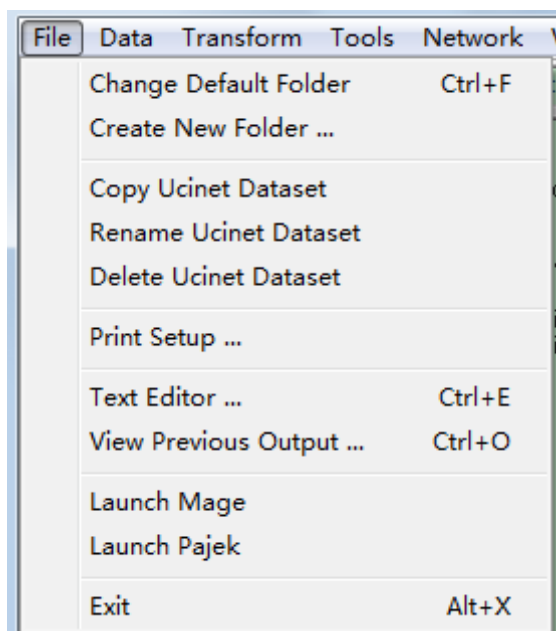 File Data Transform Tools Network
Change Default Folder Ctrl+F
Create New Folder ...
Copy Ucinet Dataset
Rename Ucinet Dataset
Delete Ucinet Dataset
Print Setup ...
Text Editor ... Ctrl+E
View Previous Output ... Ctrl+O
Launch Mage
Launch Pajek
Exit Alt+X